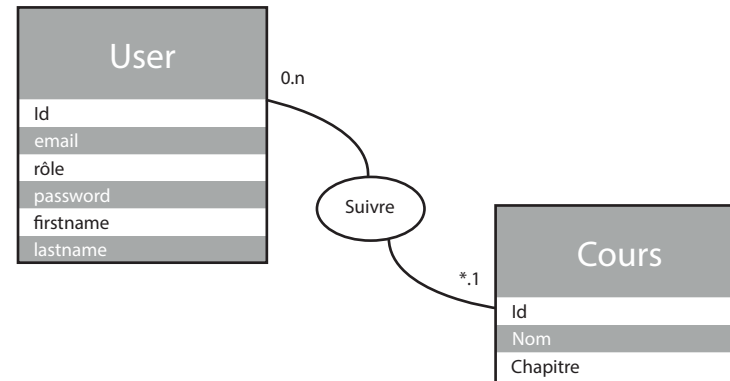 User
0.n
Id
email
rôle
password
firstname
lastname
Suivre
*.1
Cours
Id
Nom
Chapitre